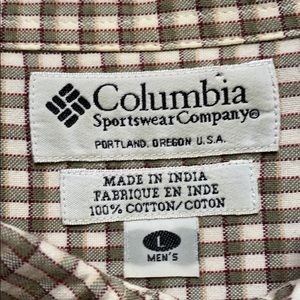 Columbia
Sportswear Company®
PORTLAND, OREGON U.S.A.
MADE IN INDIA
FABRIQUE EN INDE
100% COTTON/COTON
L
MEN'S